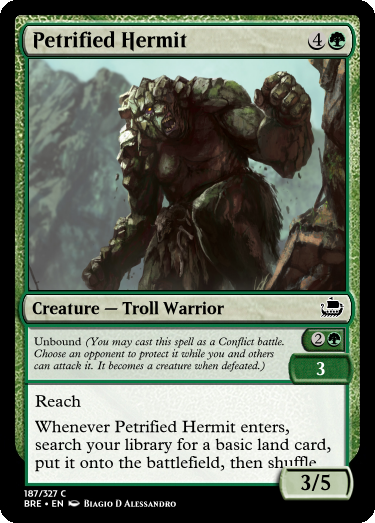 Petrified Hermit 4
Creature — Troll Warrior
Unbound (You may cast this spell as a Conflict battle. 2
Choose an opponent to protect it while you and others
can attack it. It becomes a creature when defeated.) 3
Reach
Whenever Petrified Hermit enters,
search your library for a basic land card,
put it onto the battlefield, then shuffle.
3/5
187/327 C
BRE • EN Biagio D Alessandro